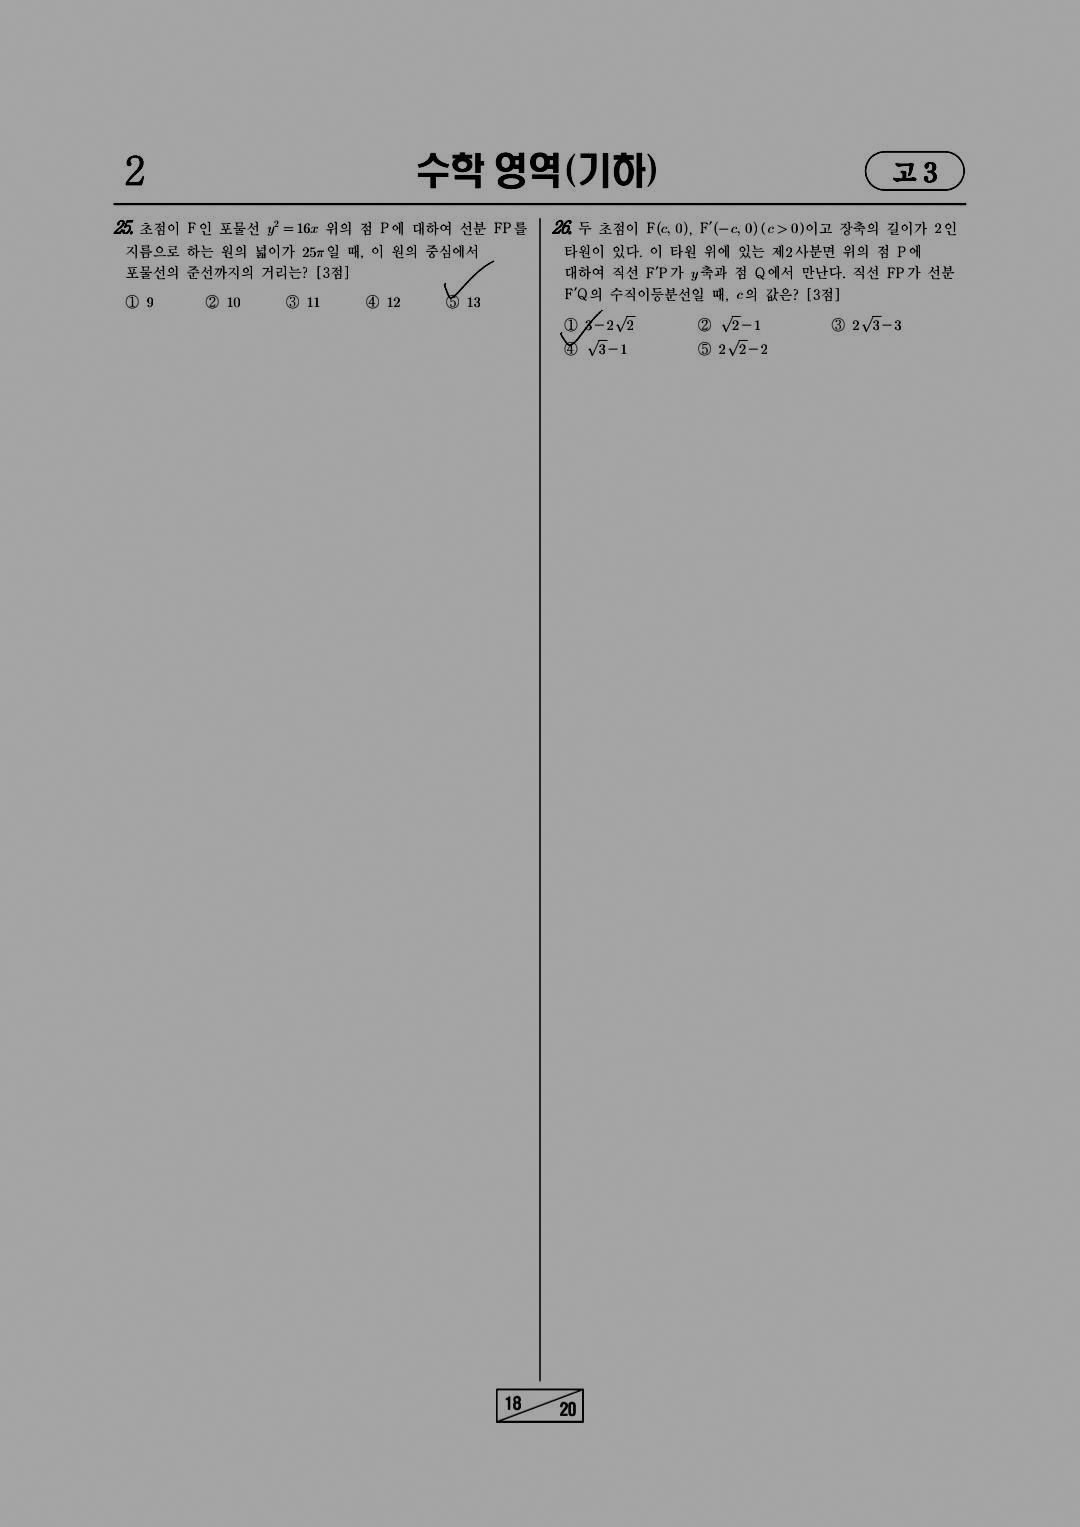 2
수학 영역(기하)
고 3
25. 초점이 F인 포물선 y²=16x 위의 점 P에 대하여 선분 FP를
지름으로 하는 원의 넓이가 25π일 때, 이 원의 중심에서
포물선의 준선까지의 거리는? [3점]
① 9 ② 10 ③ 11 ④ 12 ⑤ 13
26. 두 초점이 F(c, 0), F′(−c, 0)(c>0)이고 장축의 길이가 2인
타원이 있다. 이 타원 위에 있는 제2사분면 위의 점 P에
대하여 직선 F′P가 y축과 점 Q에서 만난다. 직선 FP가 선분
F′Q의 수직이등분선일 때, c의 값은? [3점]
① 3−2√2 ② √2−1 ③ 2√3−3
④ √3−1 ⑤ 2√2−2
18
20